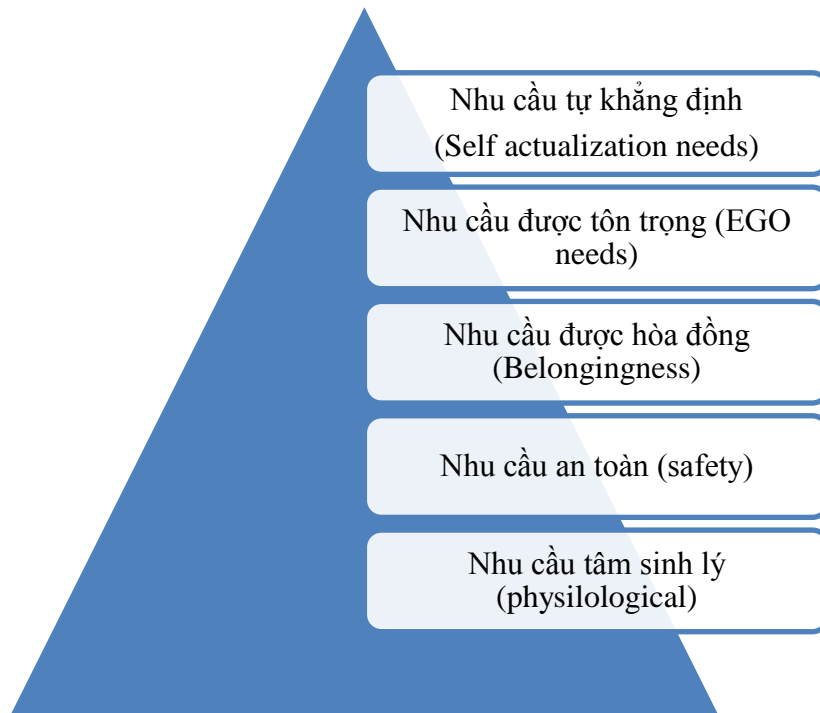 Nhu cầu tự khẳng định
(Self actualization needs)
Nhu cầu được tôn trọng (EGO
needs)
Nhu cầu được hòa đồng
(Belongingness)
Nhu cầu an toàn (safety)
Nhu cầu tâm sinh lý
(physilological)